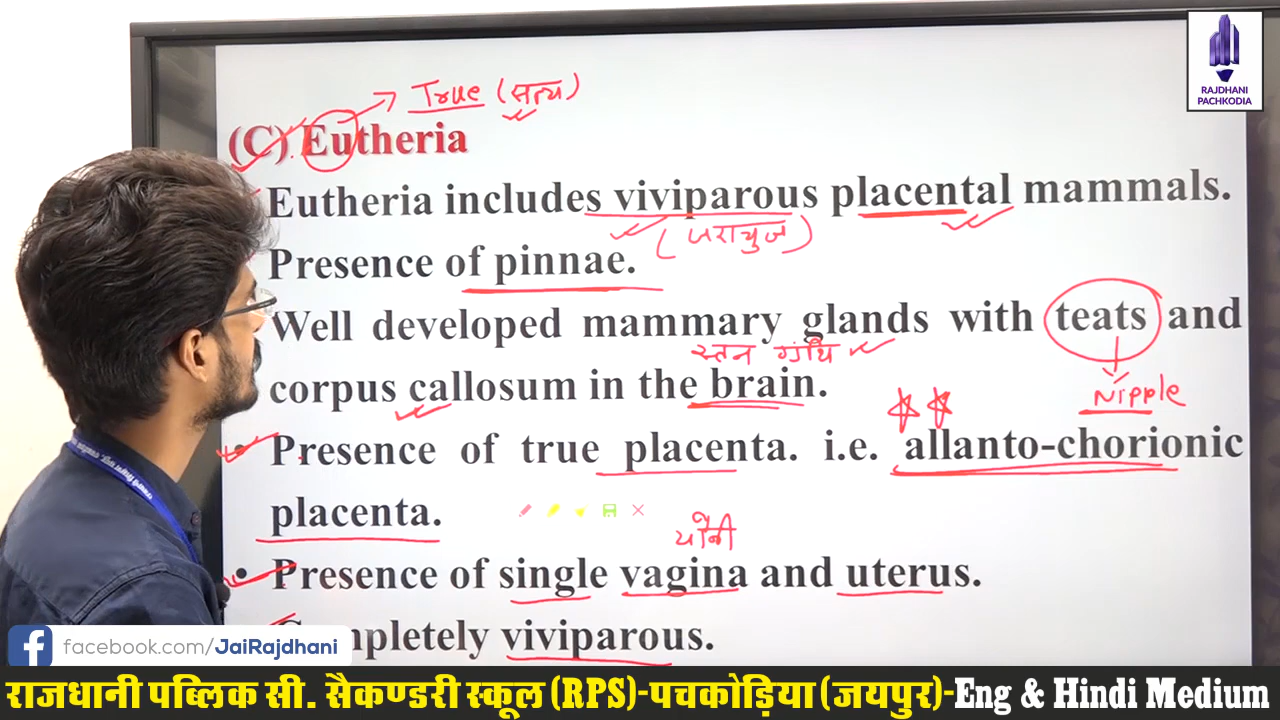 RAJDHANI
PACHKODIA
True (सत्य)
(C). Eutheria
Eutheria includes viviparous placental mammals.
(जरायुज)
Presence of pinnae.
Well developed mammary glands with teats and
स्तन ग्रंथि
corpus callosum in the brain.
Nipple
• Presence of true placenta. i.e. allanto-chorionic
placenta.
योनी
• Presence of single vagina and uterus.
mpletely viviparous.
facebook.com/JaiRajdhani
राजधानी पब्लिक सी. सैकण्डरी स्कूल (RPS)-पचकोड़िया (जयपुर)-Eng & Hindi Medium